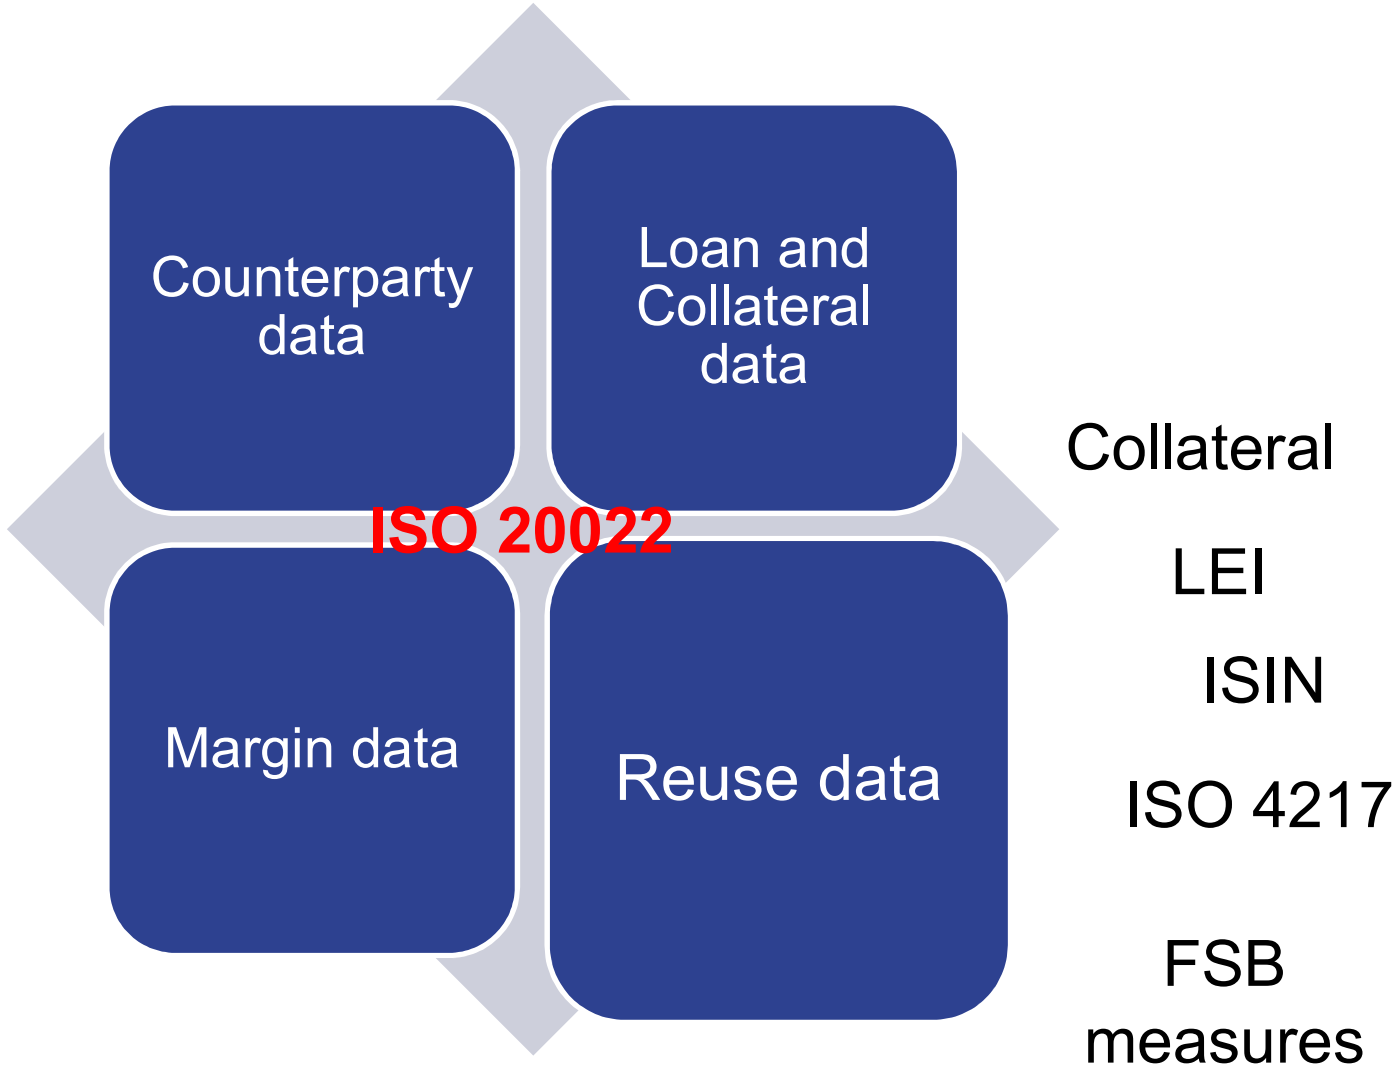 Counterparty
data
Loan and
Collateral
data
ISO 20022
Margin data
Reuse data
Collateral
LEI
ISIN
ISO 4217
FSB
measures